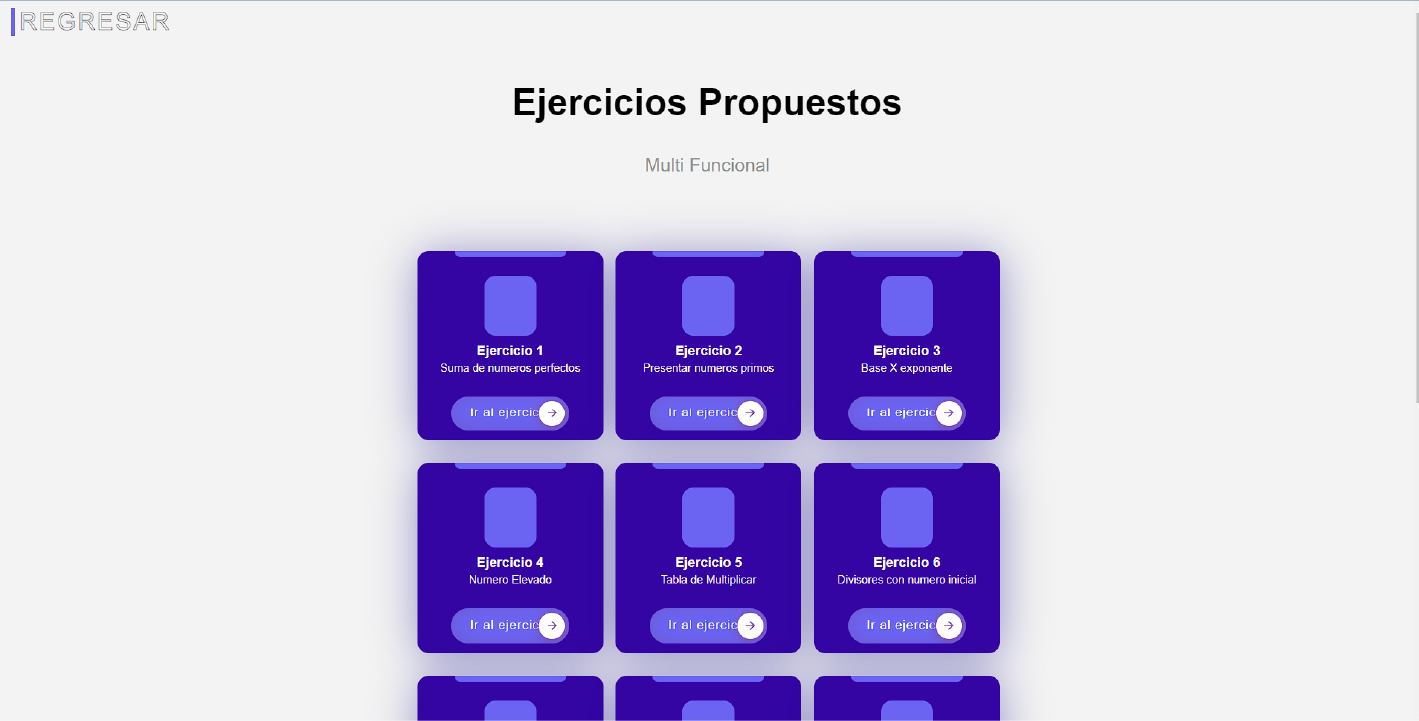 REGRESAR
Ejercicios Propuestos
Multi Funcional
Ejercicio 1
Suma de numeros perfectos
Ir al ejercic
Ejercicio 2
Presentar numeros primos
Ir al ejercic
Ejercicio 3
Base X exponente
Ir al ejercic
Ejercicio 4
Numero Elevado
Ir al ejercic
Ejercicio 5
Tabla de Multiplicar
Ir al ejercic
Ejercicio 6
Divisores con numero inicial
Ir al ejercic